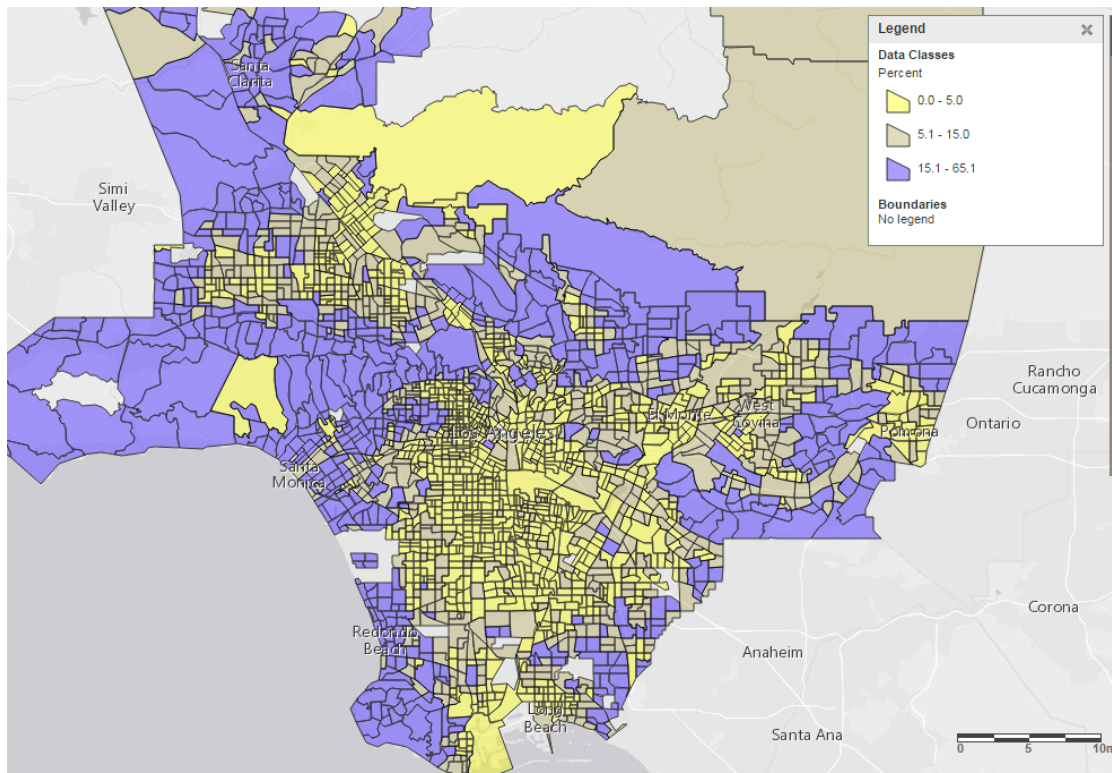 Legend
Data Classes
Percent
0.0 - 5.0
5.1 - 15.0
15.1 - 65.1
Boundaries
No legend
Santa
Clarita
Simi
Valley
Rancho
Cucamonga
El Monte
West
Covina
Ontario
Los Angeles
Pomona
Santa
Monica
Corona
Redondo
Beach
Anaheim
Long
Beach
Santa Ana
0 5 10m